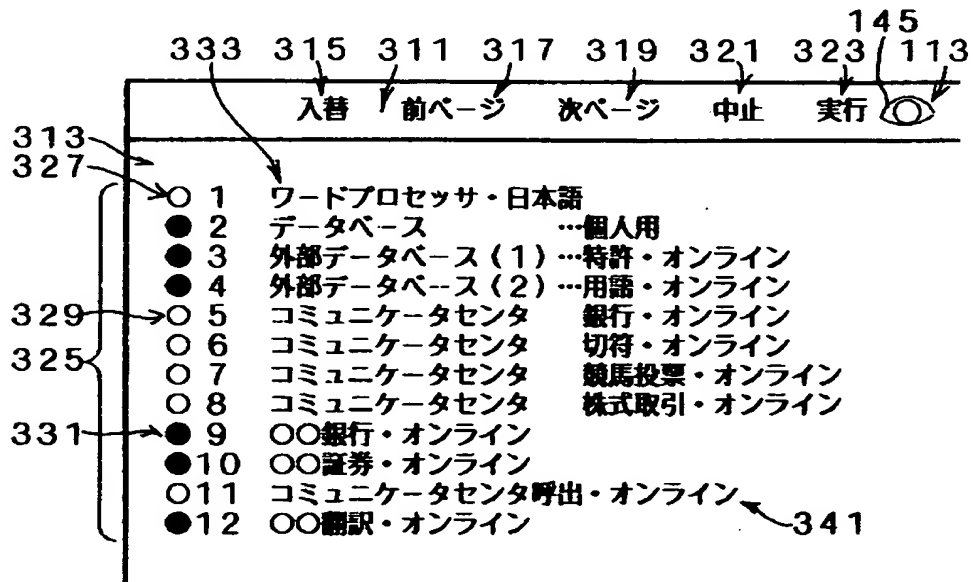 145
333 315 311 317 319 321 323 113
入替 前ページ 次ページ 中止 実行
313
327
○ 1 ワードプロセッサ・日本語
● 2 データベース …個人用
● 3 外部データベース(1)…特許・オンライン
● 4 外部データベース(2)…用語・オンライン
329 ○ 5 コミュニケータセンタ 銀行・オンライン
○ 6 コミュニケータセンタ 切符・オンライン
325
○ 7 コミュニケータセンタ 競馬投票・オンライン
○ 8 コミュニケータセンタ 株式取引・オンライン
331 ● 9 ○○銀行・オンライン
●10 ○○証券・オンライン
○11 コミュニケータセンタ呼出・オンライン
●12 ○○翻訳・オンライン 341